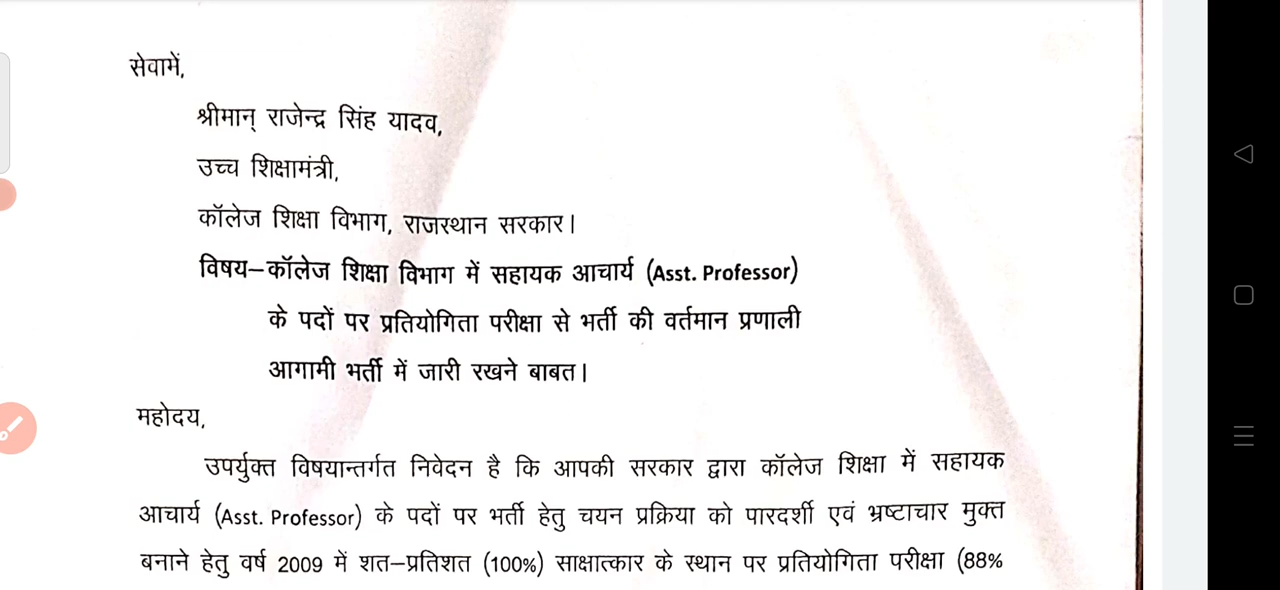 सेवामें,
श्रीमान् राजेन्द्र सिंह यादव,
उच्च शिक्षामंत्री,
कॉलेज शिक्षा विभाग, राजस्थान सरकार।
विषय–कॉलेज शिक्षा विभाग में सहायक आचार्य (Asst. Professor)
के पदों पर प्रतियोगिता परीक्षा से भर्ती की वर्तमान प्रणाली
आगामी भर्ती में जारी रखने बाबत।
महोदय,
उपर्युक्त विषयान्तर्गत निवेदन है कि आपकी सरकार द्वारा कॉलेज शिक्षा में सहायक
आचार्य (Asst. Professor) के पदों पर भर्ती हेतु चयन प्रक्रिया को पारदर्शी एवं भ्रष्टाचार मुक्त
बनाने हेतु वर्ष 2009 में शत–प्रतिशत (100%) साक्षात्कार के स्थान पर प्रतियोगिता परीक्षा (88%